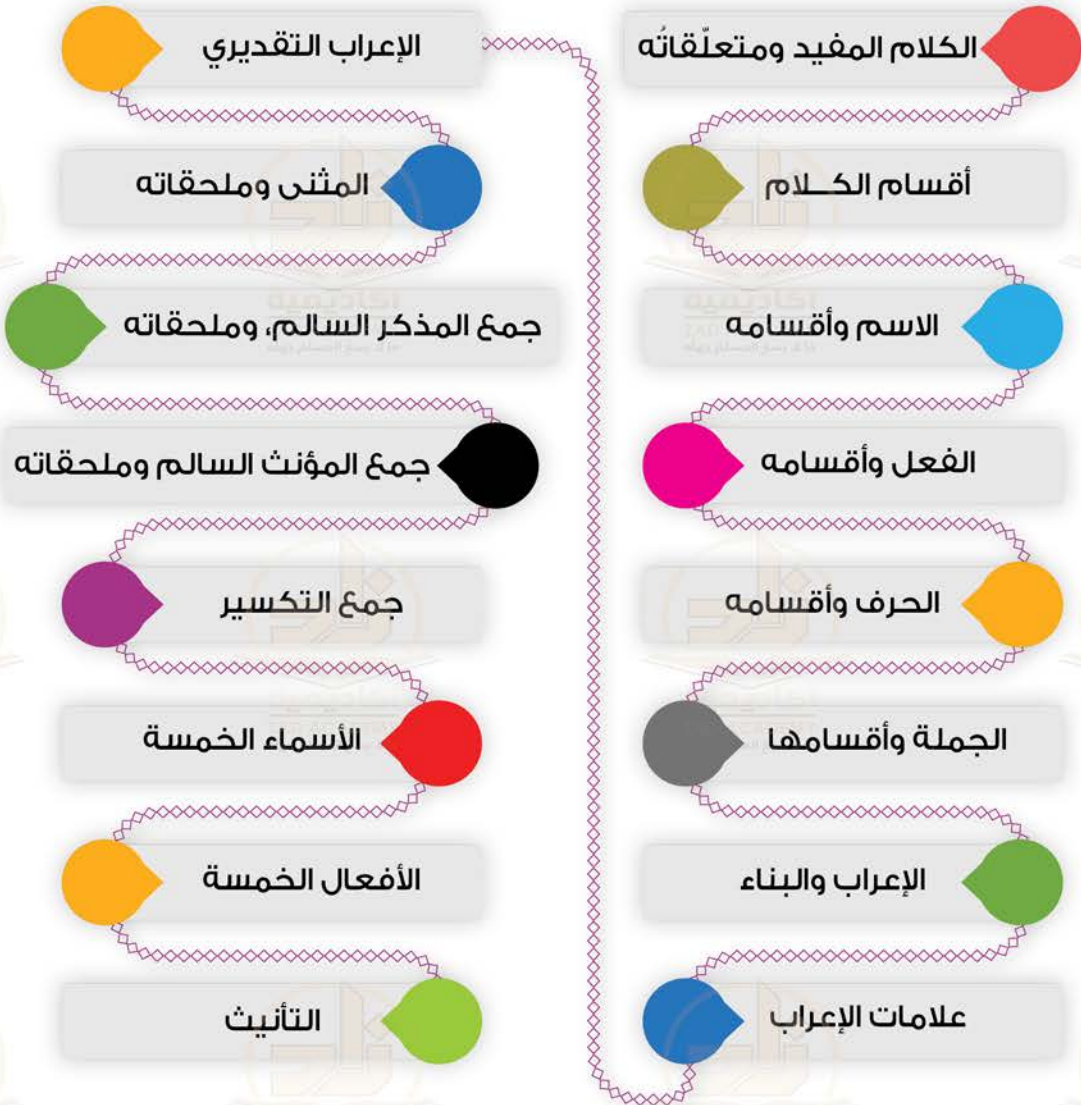 الكلام المفيد ومتعلّقاتُه
أقسام الكـــلام
الاسم وأقسامه
الفعل وأقسامه
الحرف وأقسامه
الجملة وأقسامها
الإعراب والبناء
علامات الإعراب
الإعراب التقديري
المثنى وملحقاته
جمع المذكر السالم، وملحقاته
جمع المؤنث السالم وملحقاته
جمع التكسير
الأسماء الخمسة
الأفعال الخمسة
التأنيث